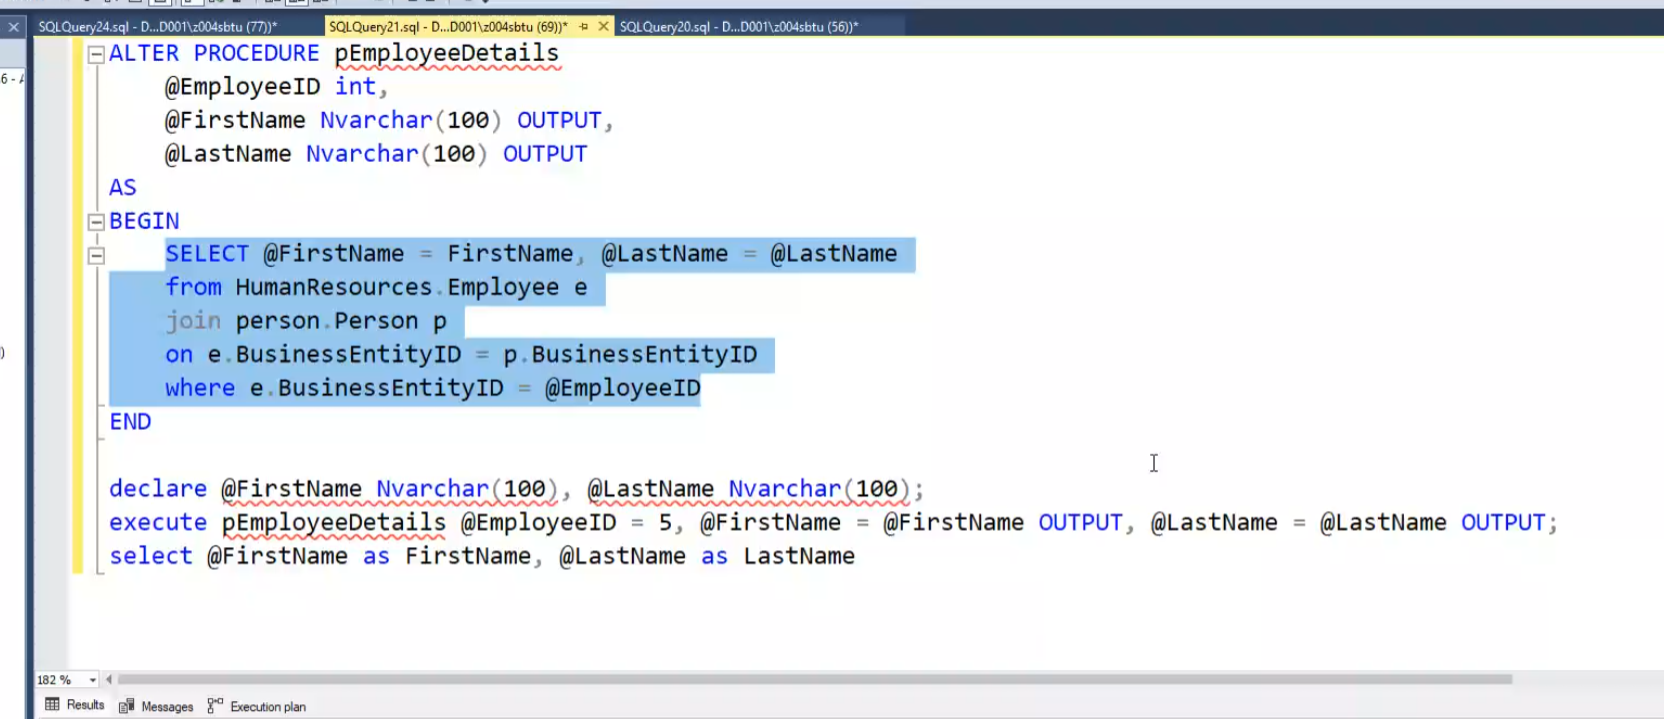 SQLQuery24.sql - D...D001\z004sbtu (77))* SQLQuery21.sql - D...D001\z004sbtu (69))* SQLQuery20.sql - D...D001\z004sbtu (56))*
ALTER PROCEDURE pEmployeeDetails
@EmployeeID int,
@FirstName Nvarchar(100) OUTPUT,
@LastName Nvarchar(100) OUTPUT
AS
BEGIN
SELECT @FirstName = FirstName, @LastName = @LastName
from HumanResources.Employee e
join person.Person p
on e.BusinessEntityID = p.BusinessEntityID
where e.BusinessEntityID = @EmployeeID
END
declare @FirstName Nvarchar(100), @LastName Nvarchar(100);
execute pEmployeeDetails @EmployeeID = 5, @FirstName = @FirstName OUTPUT, @LastName = @LastName OUTPUT;
select @FirstName as FirstName, @LastName as LastName
182 %
Results Messages Execution plan